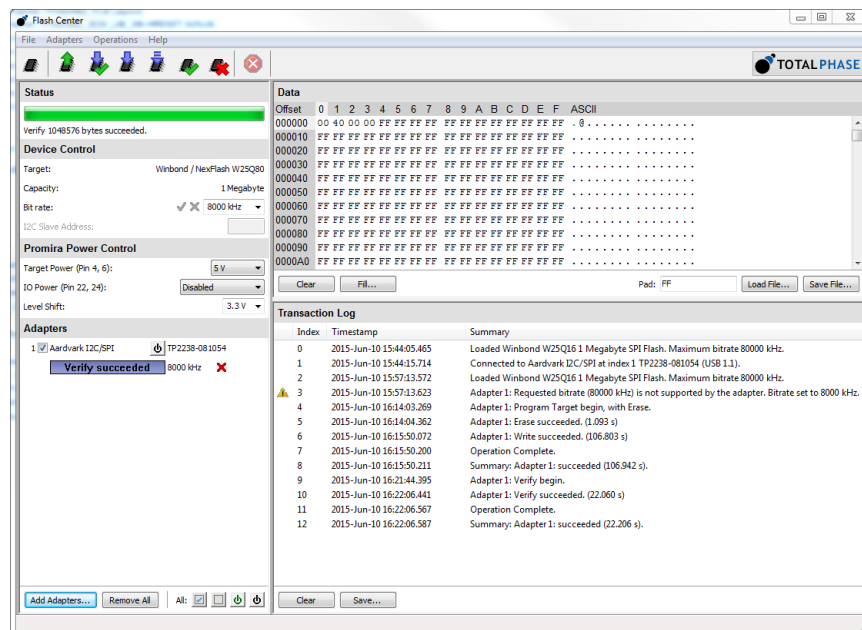 Flash Center
File Adapters Operations Help
TOTALPHASE
Status
Verify 1048576 bytes succeeded.
Device Control
Target: Winbond / NexFlash W25Q80
Capacity: 1 Megabyte
Bit rate: 8000 kHz
I2C Slave Address:
Promira Power Control
Target Power (Pin 4, 6): 5 V
IO Power (Pin 22, 24): Disabled
Level Shift: 3.3 V
Adapters
1 Aardvark I2C/SPI TP2238-081054
Verify succeeded 8000 kHz
Add Adapters... Remove All All:
Data
Offset 0 1 2 3 4 5 6 7 8 9 A B C D E F ASCII
000000 00 40 00 00 FF FF FF FF FF FF FF FF FF FF FF FF . @ . . . . . . . . . . . . . .
000010 FF FF FF FF FF FF FF FF FF FF FF FF FF FF FF FF . . . . . . . . . . . . . . . .
000020 FF FF FF FF FF FF FF FF FF FF FF FF FF FF FF FF . . . . . . . . . . . . . . . .
000030 FF FF FF FF FF FF FF FF FF FF FF FF FF FF FF FF . . . . . . . . . . . . . . . .
000040 FF FF FF FF FF FF FF FF FF FF FF FF FF FF FF FF . . . . . . . . . . . . . . . .
000050 FF FF FF FF FF FF FF FF FF FF FF FF FF FF FF FF . . . . . . . . . . . . . . . .
000060 FF FF FF FF FF FF FF FF FF FF FF FF FF FF FF FF . . . . . . . . . . . . . . . .
000070 FF FF FF FF FF FF FF FF FF FF FF FF FF FF FF FF . . . . . . . . . . . . . . . .
000080 FF FF FF FF FF FF FF FF FF FF FF FF FF FF FF FF . . . . . . . . . . . . . . . .
000090 FF FF FF FF FF FF FF FF FF FF FF FF FF FF FF FF . . . . . . . . . . . . . . . .
0000A0 FF FF FF FF FF FF FF FF FF FF FF FF FF FF FF FF . . . . . . . . . . . . . . . .
Clear Fill... Pad: FF Load File... Save File...
Transaction Log
Index Timestamp Summary
0 2015-Jun-10 15:44:05.465 Loaded Winbond W25Q16 1 Megabyte SPI Flash. Maximum bitrate 80000 kHz.
1 2015-Jun-10 15:44:15.714 Connected to Aardvark I2C/SPI at index 1 TP2238-081054 (USB 1.1).
2 2015-Jun-10 15:57:13.572 Loaded Winbond W25Q16 1 Megabyte SPI Flash. Maximum bitrate 80000 kHz.
3 2015-Jun-10 15:57:13.623 Adapter 1: Requested bitrate (80000 kHz) is not supported by the adapter. Bitrate set to 8000 kHz.
4 2015-Jun-10 16:14:03.269 Adapter 1: Program Target begin, with Erase.
5 2015-Jun-10 16:14:04.362 Adapter 1: Erase succeeded. (1.093 s)
6 2015-Jun-10 16:15:50.072 Adapter 1: Write succeeded. (106.803 s)
7 2015-Jun-10 16:15:50.200 Operation Complete.
8 2015-Jun-10 16:15:50.211 Summary: Adapter 1: succeeded (106.942 s).
9 2015-Jun-10 16:21:44.395 Adapter 1: Verify begin.
10 2015-Jun-10 16:22:06.441 Adapter 1: Verify succeeded. (22.060 s)
11 2015-Jun-10 16:22:06.567 Operation Complete.
12 2015-Jun-10 16:22:06.587 Summary: Adapter 1: succeeded (22.206 s).
Clear Save...